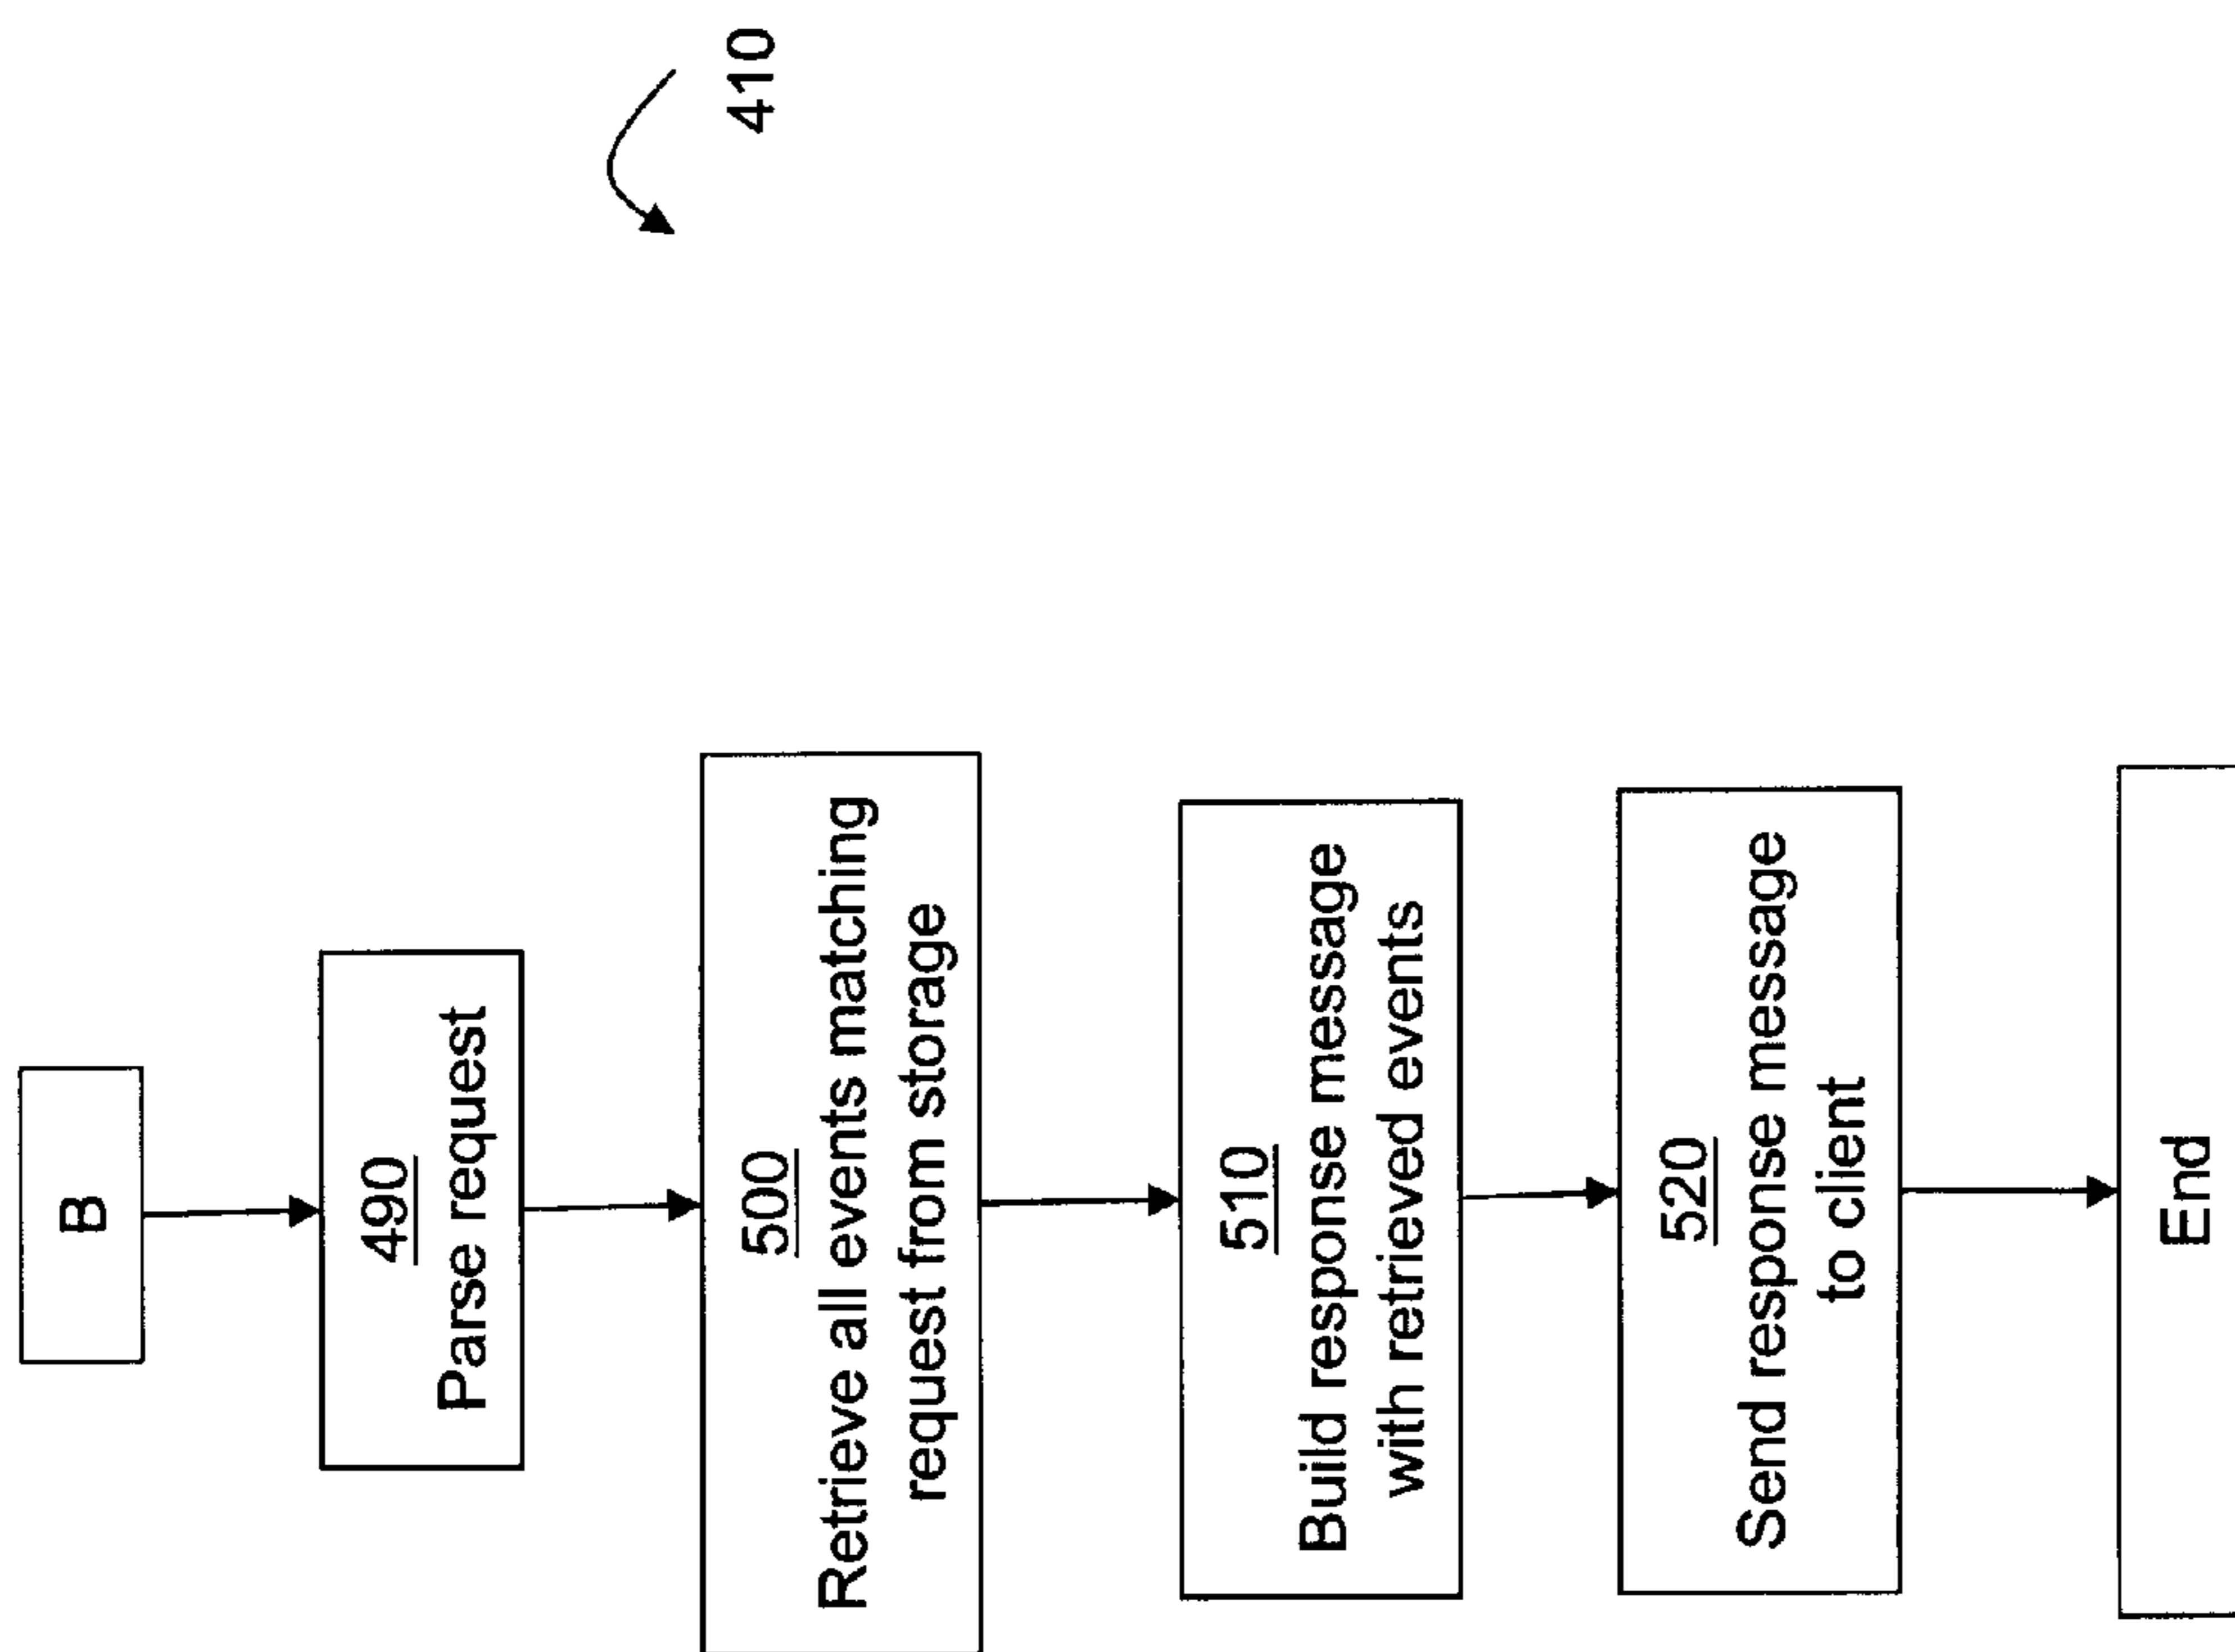 410
B
490
Parse request
500
Retrieve all events matching
request from storage
510
Build response message
with retrieved events
520
Send response message
to client
End